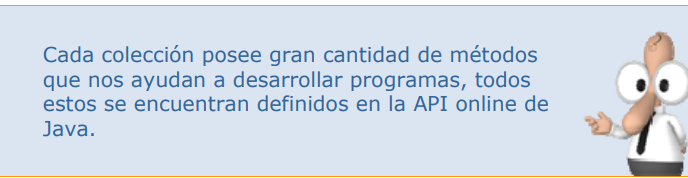 Cada colección posee gran cantidad de métodos
que nos ayudan a desarrollar programas, todos
estos se encuentran definidos en la API online de
Java.